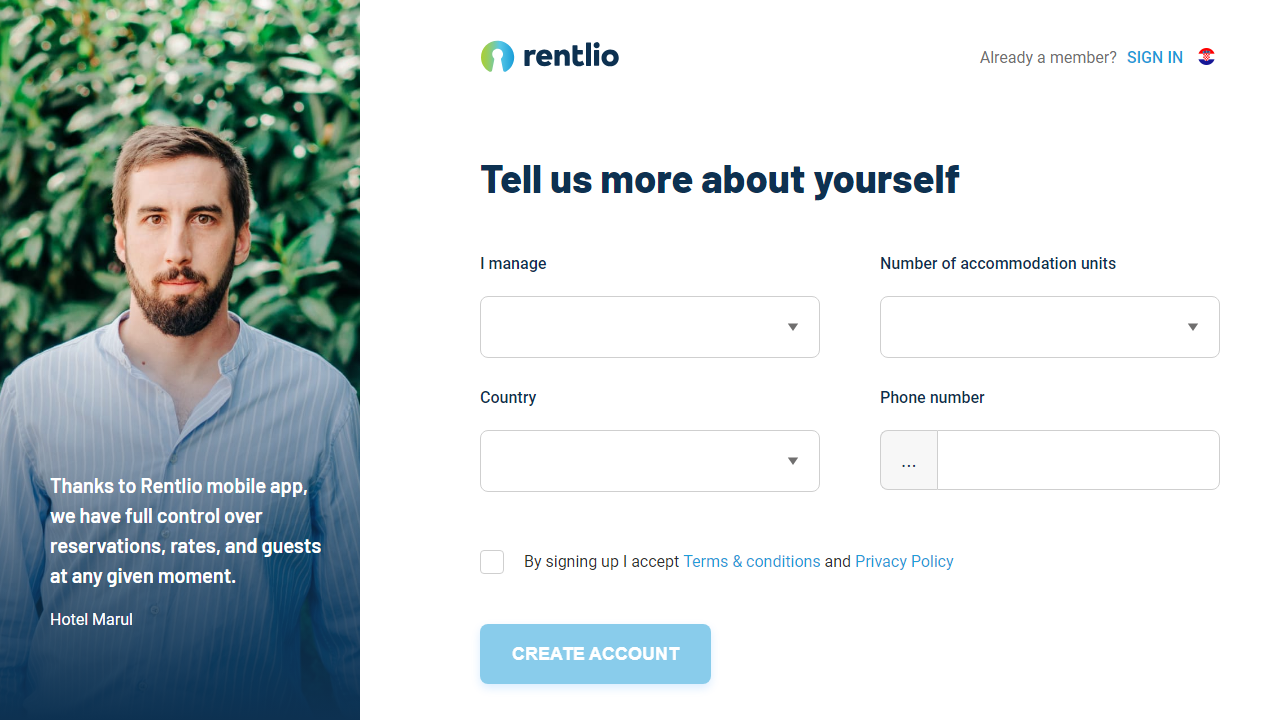 rentlio
Already a member? SIGN IN
Tell us more about yourself
I manage
Number of accommodation units
Country
Phone number
...
By signing up I accept Terms & conditions and Privacy Policy
CREATE ACCOUNT
Thanks to Rentlio mobile app,
we have full control over
reservations, rates, and guests
at any given moment.
Hotel Marul